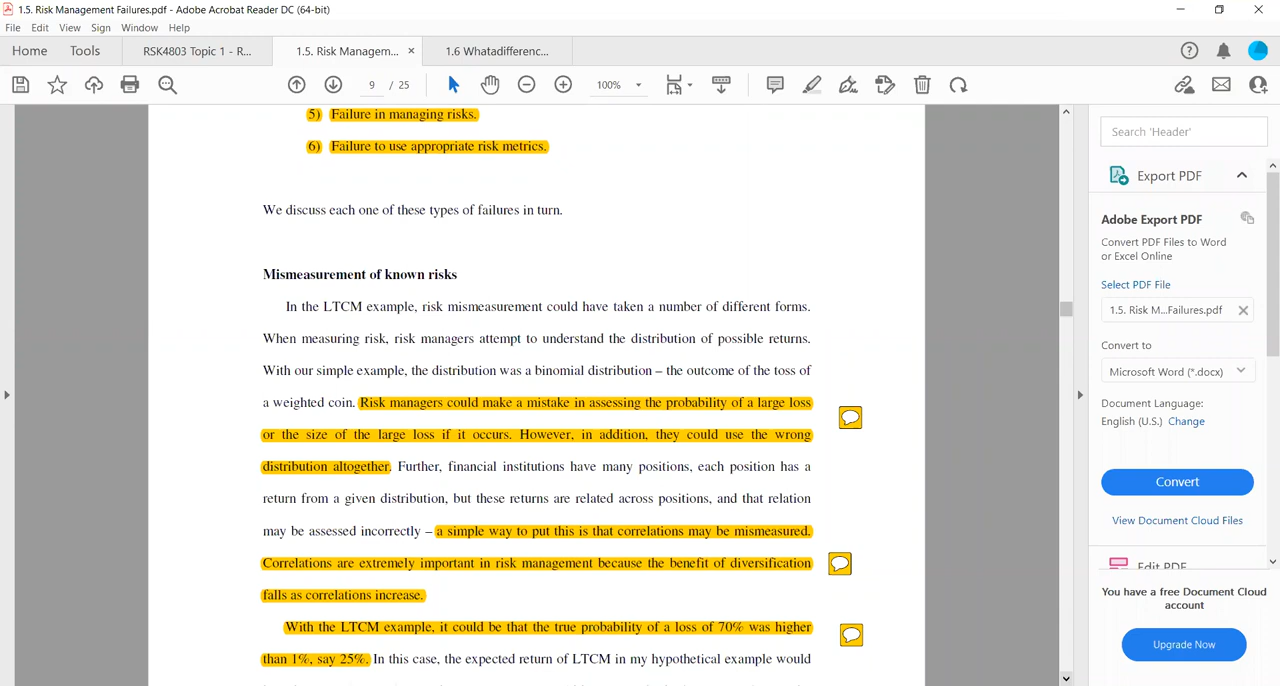 1.5. Risk Management Failures.pdf - Adobe Acrobat Reader DC (64-bit)
File Edit View Sign Window Help
Home Tools RSK4803 Topic 1 - R... 1.5. Risk Managem... × 1.6 Whatadifferenc...
9 / 25 100%
5) Failure in managing risks.
6) Failure to use appropriate risk metrics.
We discuss each one of these types of failures in turn.
Mismeasurement of known risks
In the LTCM example, risk mismeasurement could have taken a number of different forms.
When measuring risk, risk managers attempt to understand the distribution of possible returns.
With our simple example, the distribution was a binomial distribution – the outcome of the toss of
a weighted coin. Risk managers could make a mistake in assessing the probability of a large loss
or the size of the large loss if it occurs. However, in addition, they could use the wrong
distribution altogether. Further, financial institutions have many positions, each position has a
return from a given distribution, but these returns are related across positions, and that relation
may be assessed incorrectly – a simple way to put this is that correlations may be mismeasured.
Correlations are extremely important in risk management because the benefit of diversification
falls as correlations increase.
With the LTCM example, it could be that the true probability of a loss of 70% was higher
than 1%, say 25%. In this case, the expected return of LTCM in my hypothetical example would
Search 'Header'
Export PDF
Adobe Export PDF
Convert PDF Files to Word
or Excel Online
Select PDF File
1.5. Risk M...Failures.pdf
Convert to
Microsoft Word (*.docx)
Document Language:
English (U.S.) Change
Convert
View Document Cloud Files
Edit PDF
You have a free Document Cloud
account
Upgrade Now